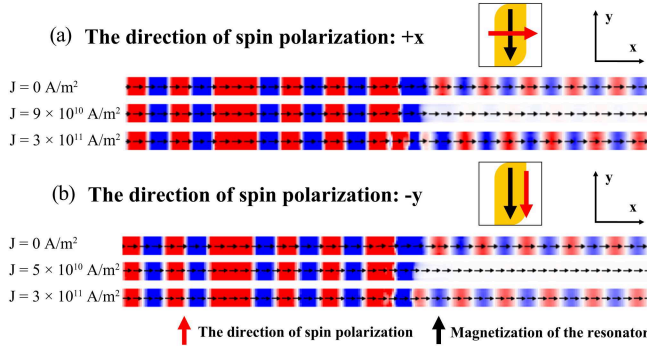 (a) The direction of spin polarization: +x
y
x
J = 0 A/m²
J = 9 × 10¹⁰ A/m²
J = 3 × 10¹¹ A/m²
(b) The direction of spin polarization: -y
y
x
J = 0 A/m²
J = 5 × 10¹⁰ A/m²
J = 3 × 10¹¹ A/m²
The direction of spin polarization
Magnetization of the resonator